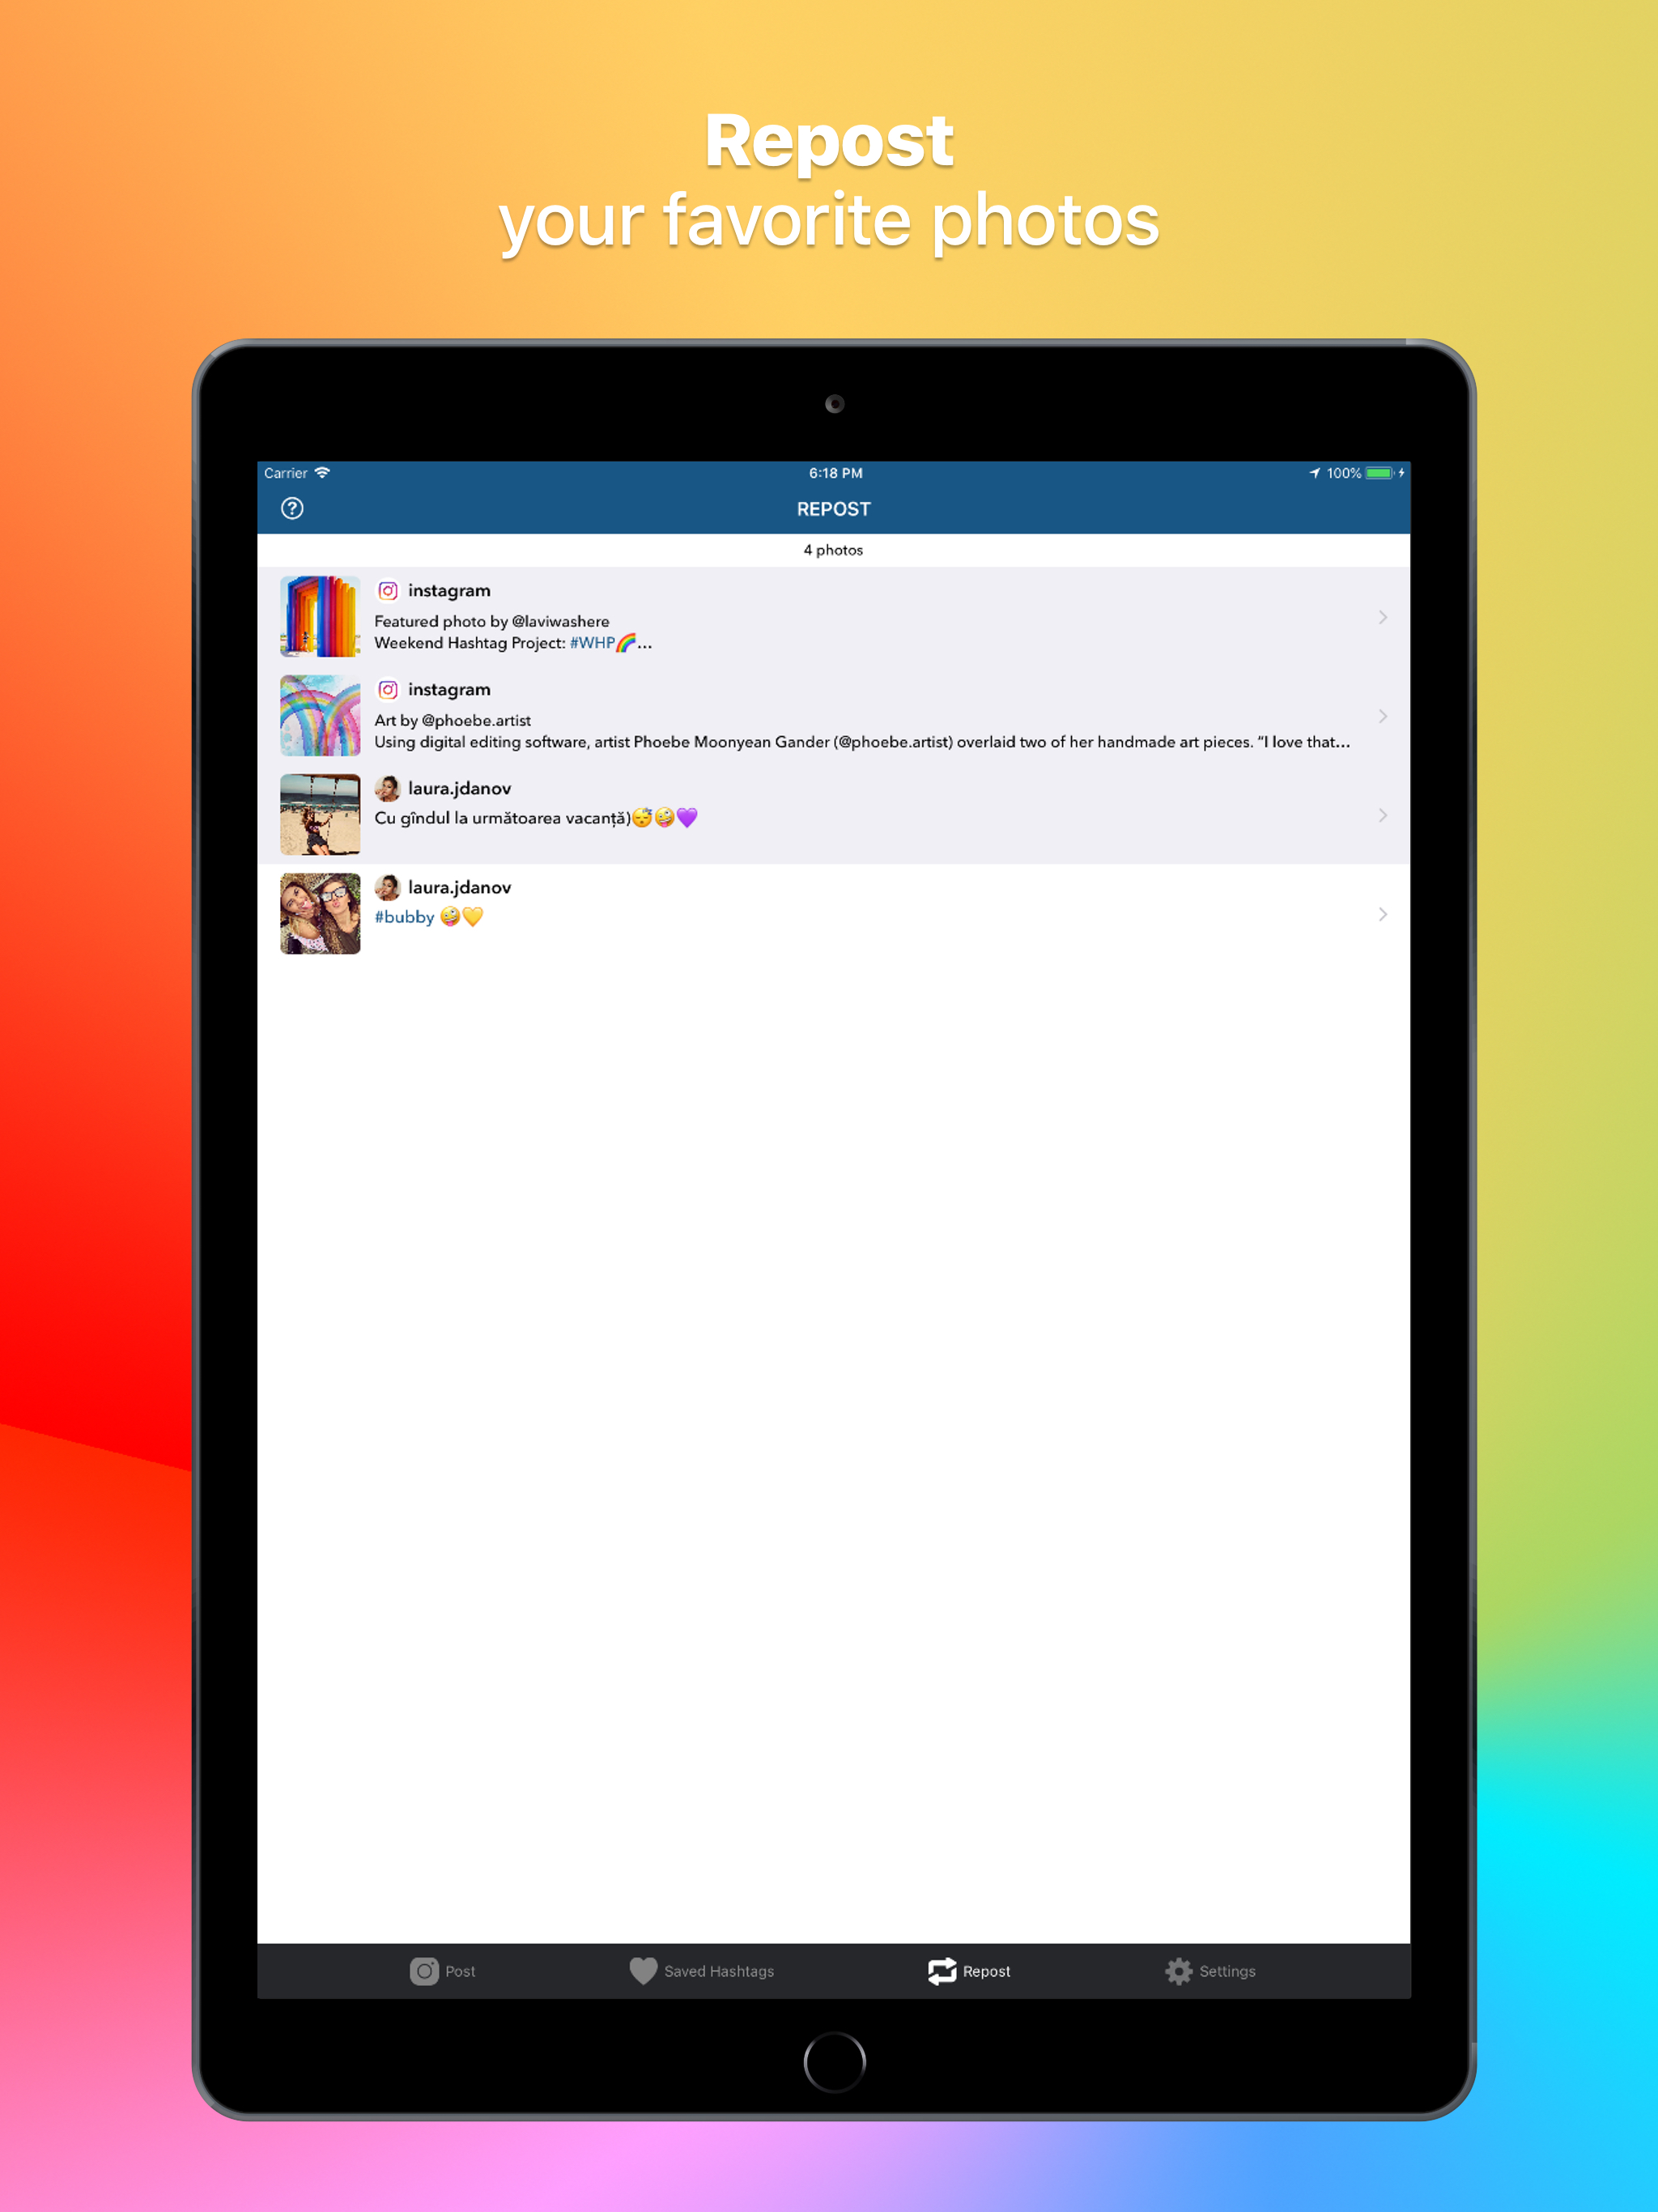 Repost
your favorite photos
Carrier 6:18 PM 100%
REPOST
4 photos
instagram
Featured photo by @laviwashere
Weekend Hashtag Project: #WHP🌈...
instagram
Art by @phoebe.artist
Using digital editing software, artist Phoebe Moonyean Gander (@phoebe.artist) overlaid two of her handmade art pieces. “I love that...
laura.jdanov
Cu gîndul la următoarea vacanță)😴🤪💜
laura.jdanov
#bubby 🤪💛
Post Saved Hashtags Repost Settings